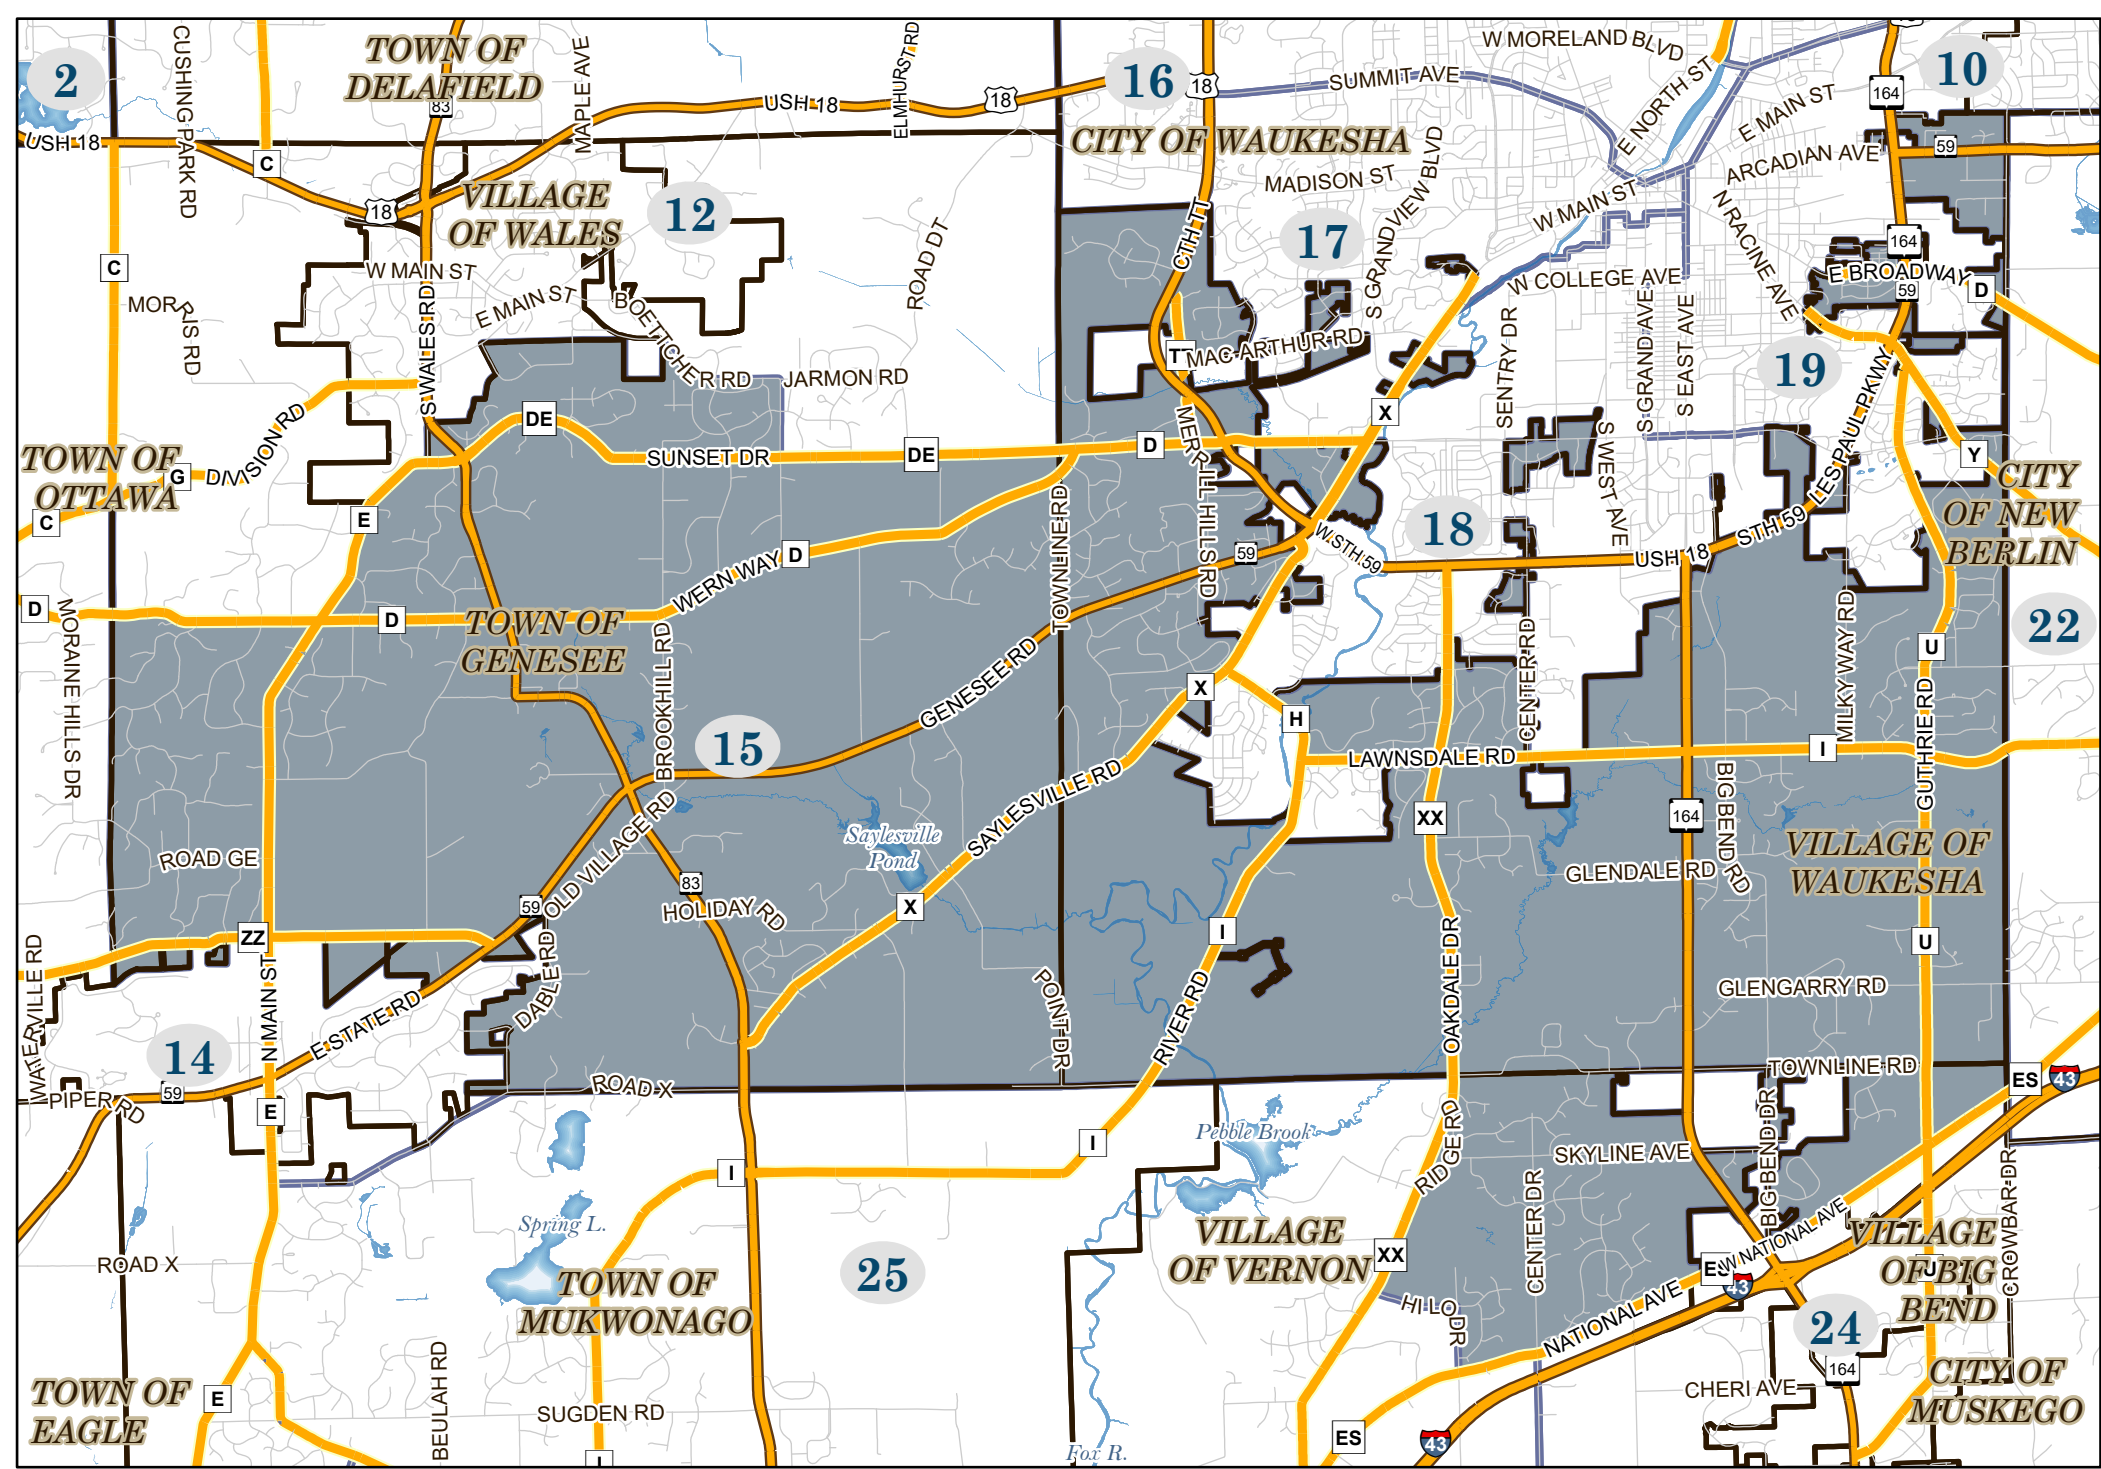 2
CUSHING PARK RD
TOWN OF
DELAFIELD
83
MAPLE AVE
ELMHURST RD
USH 18
18
16
18
SUMMIT AVE
W MORELAND BLVD
E NORTH ST
E MAIN ST
164
10
59
ARCADIAN AVE
CITY OF WAUKESHA
MADISON ST
S GRANDVIEW BLVD
W MAIN ST
N RACINE AVE
USH 18
C
18
VILLAGE
OF WALES
12
ROAD DT
CTH TT
17
W COLLEGE AVE
164
E BROADWAY
59
D
C
MORRIS RD
W MAIN ST
E MAIN ST
BOETTCHER RD
JARMON RD
S WALES RD
MAC ARTHUR RD
SENTRY DR
S GRAND AVE
S EAST AVE
19
LES PAUL PKWY
DIVISION RD
G
TOWN OF
OTTAWA
C
E
DE
SUNSET DR
DE
D
X
MERRILL HILLS RD
S WEST AVE
18
Y
CITY
OF NEW
BERLIN
TOWNLINE RD
59
W STH 59
USH 18
STH 59
D
MORAINE HILLS DR
D
WERN WAY
D
TOWN OF
GENESEE
BROOKHILL RD
GENESEE RD
CENTER RD
MILKY WAY RD
22
U
GUTHRIE RD
X
H
15
LAWNSDALE RD
I
SAYLESVILLE RD
XX
164
BIG BEND RD
VILLAGE OF
WAUKESHA
Saylesville
Pond
GLENDALE RD
ROAD GE
OLD VILLAGE RD
59
83
HOLIDAY RD
X
I
OAKDALE DR
U
ZZ
WATERVILLE RD
N MAIN ST
DABLE RD
POINT DR
RIVER RD
GLENGARRY RD
E STATE RD
14
TOWNLINE RD
ES
43
PIPER RD
59
E
ROAD X
I
I
Pebble Brook
RIDGE RD
SKYLINE AVE
BIG BEND DR
CENTER DR
CROWBAR DR
Spring L.
ROAD X
TOWN OF
MUKWONAGO
25
VILLAGE
OF VERNON
XX
HI LO DR
NATIONAL AVE
W NATIONAL AVE
43
VILLAGE
OF BIG
BEND
24
164
TOWN OF
EAGLE
E
BEULAH RD
SUGDEN RD
Fox R.
ES
43
CHERI AVE
CITY OF
MUSKEGO